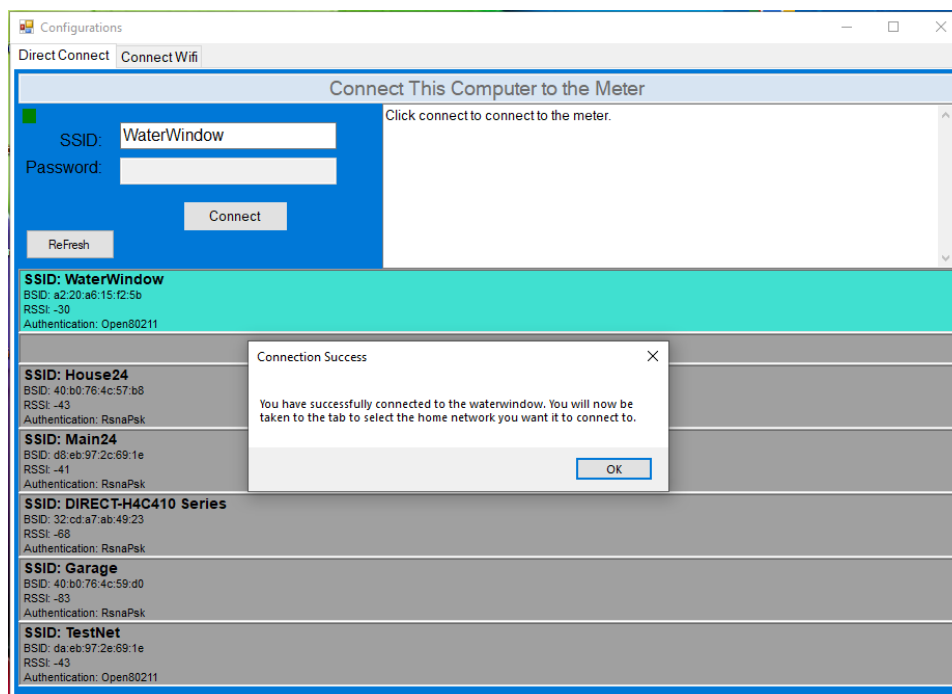 Configurations
Direct Connect
Connect Wifi
Connect This Computer to the Meter
SSID: WaterWindow
Password:
Connect
ReFresh
Click connect to connect to the meter.
SSID: WaterWindow
BSID: a2:20:a6:15:f2:5b
RSSI: -30
Authentication: Open80211
SSID: House24
BSID: 40:b0:76:4c:57:b8
RSSI: -43
Authentication: RsnaPsk
SSID: Main24
BSID: d8:eb:97:2c:69:1e
RSSI: -41
Authentication: RsnaPsk
SSID: DIRECT-H4C410 Series
BSID: 32:cd:a7:ab:49:23
RSSI: -68
Authentication: RsnaPsk
SSID: Garage
BSID: 40:b0:76:4c:59:d0
RSSI: -83
Authentication: RsnaPsk
SSID: TestNet
BSID: da:eb:97:2e:69:1e
RSSI: -43
Authentication: Open80211
Connection Success
You have successfully connected to the waterwindow. You will now be
taken to the tab to select the home network you want it to connect to.
OK